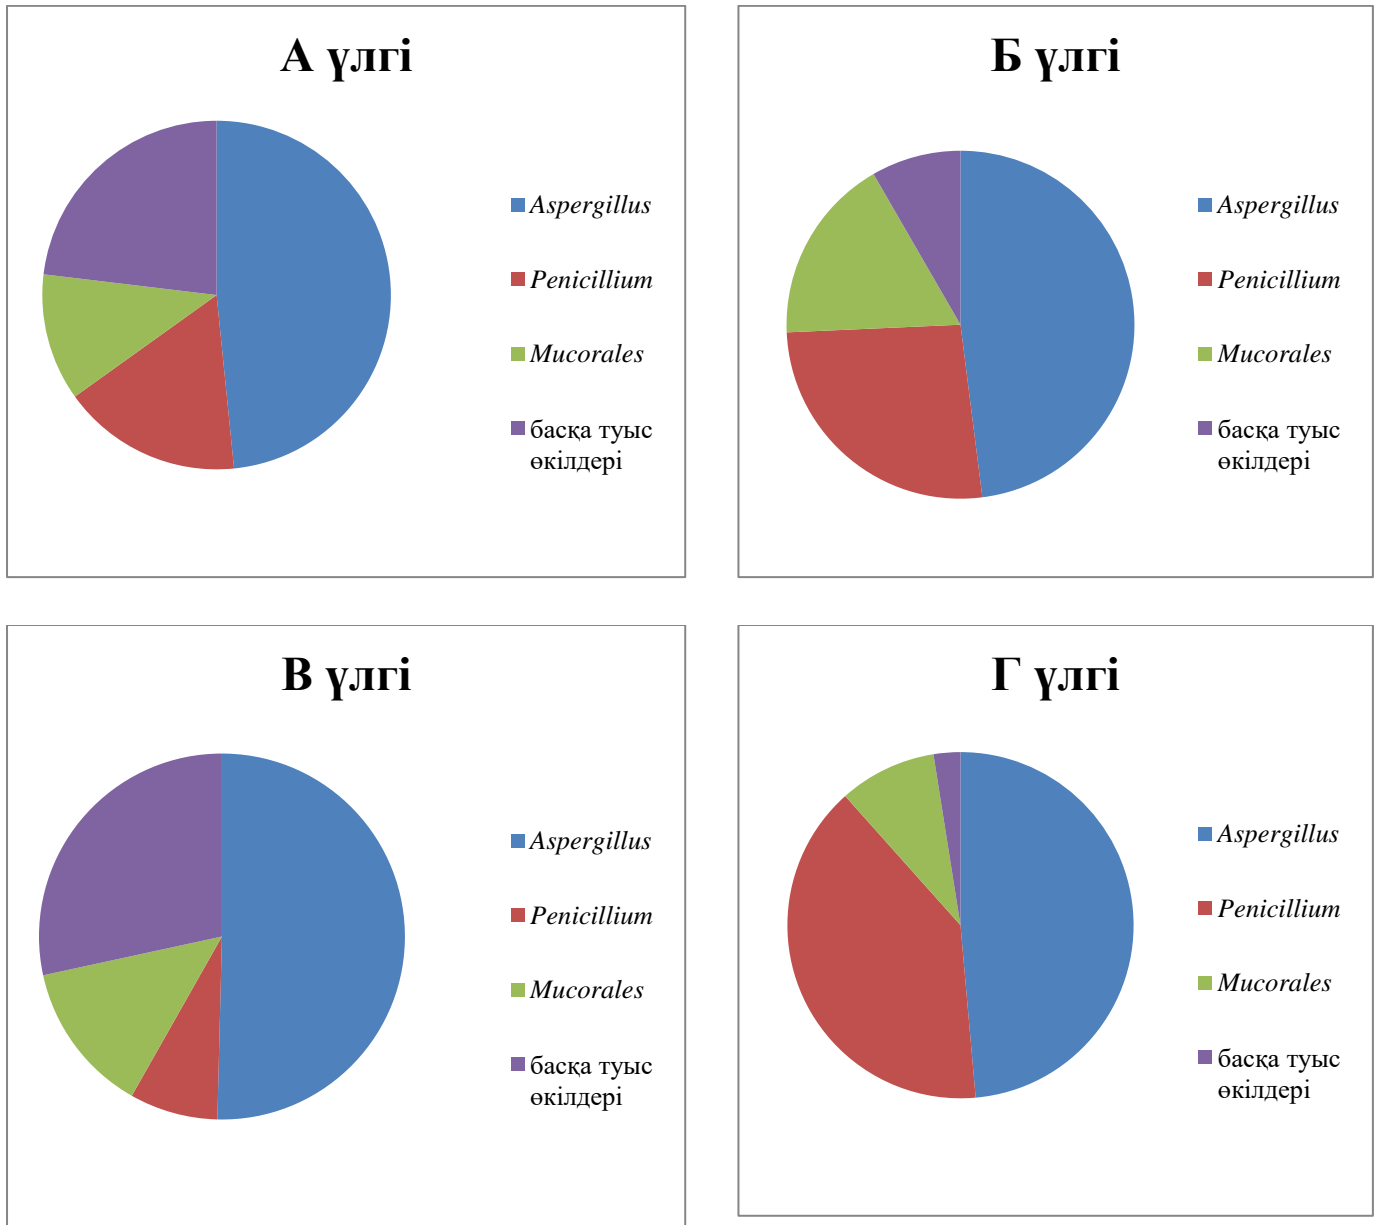 А үлгі
Aspergillus
Penicillium
Mucorales
басқа туыс
өкілдері
Б үлгі
Aspergillus
Penicillium
Mucorales
басқа туыс
өкілдері
В үлгі
Aspergillus
Penicillium
Mucorales
басқа туыс
өкілдері
Г үлгі
Aspergillus
Penicillium
Mucorales
басқа туыс
өкілдері